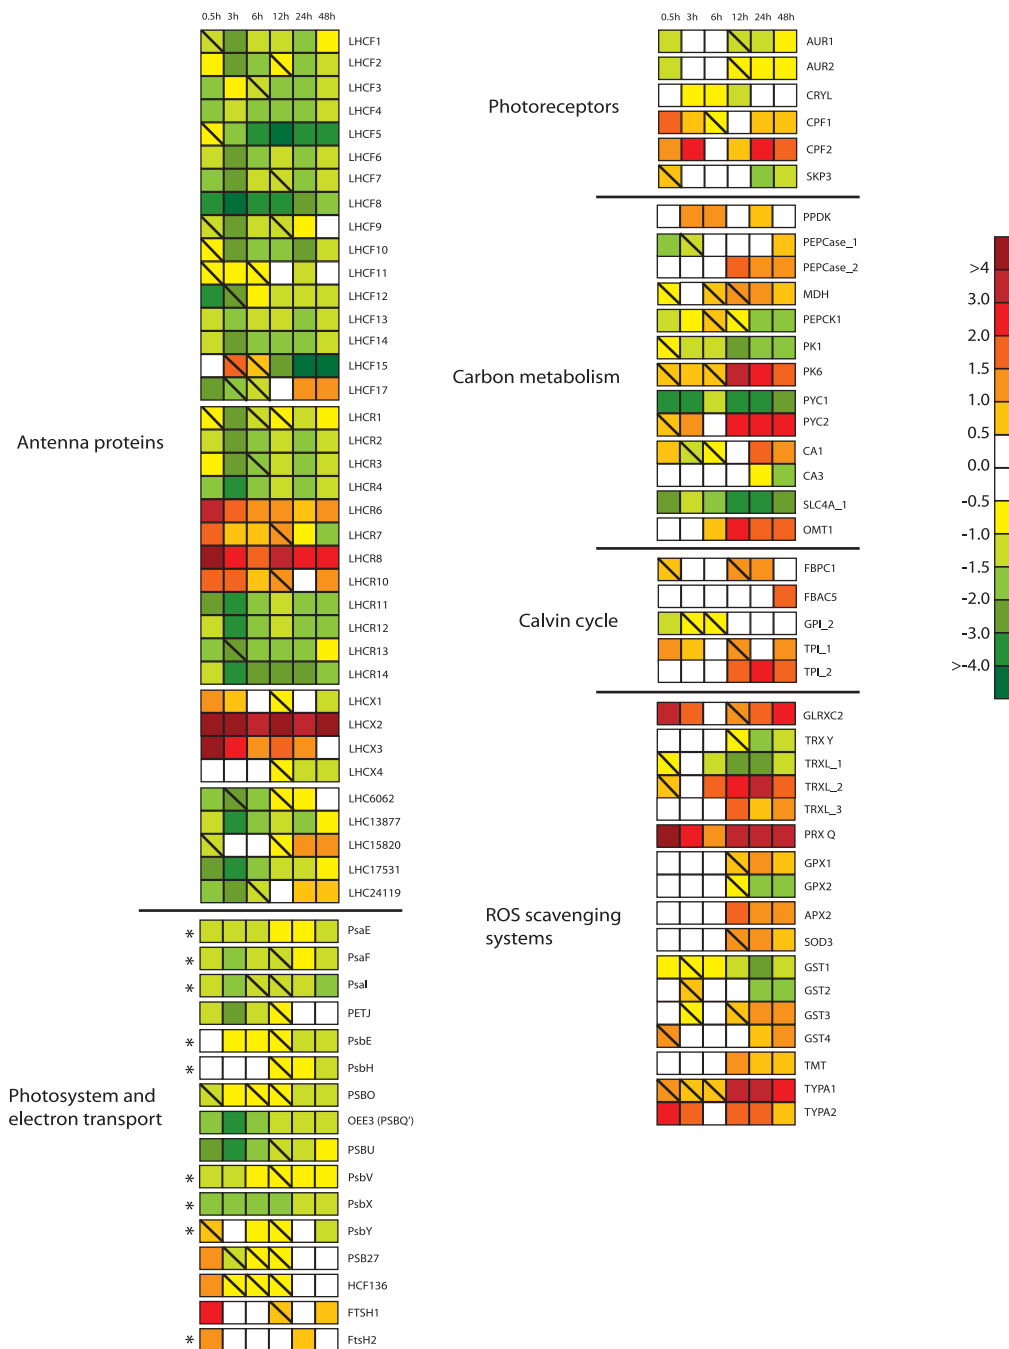 0.5h 3h 6h 12h 24h 48h
LHCF1
LHCF2
LHCF3
LHCF4
LHCF5
LHCF6
LHCF7
LHCF8
LHCF9
LHCF10
LHCF11
LHCF12
LHCF13
LHCF14
LHCF15
LHCF17
Antenna proteins
LHCR1
LHCR2
LHCR3
LHCR4
LHCR6
LHCR7
LHCR8
LHCR10
LHCR11
LHCR12
LHCR13
LHCR14
LHCX1
LHCX2
LHCX3
LHCX4
LHC6062
LHC13877
LHC15820
LHC17531
LHC24119
* PsaE
* PsaF
* PsaI
PETJ
* PsbE
* PsbH
Photosystem and
electron transport
PSBO
OEE3 (PSBQ')
PSBU
* PsbV
* PsbX
* PsbY
PSB27
HCF136
FTSH1
* FtsH2
0.5h 3h 6h 12h 24h 48h
Photoreceptors
AUR1
AUR2
CRYL
CPF1
CPF2
SKP3
Carbon metabolism
PPDK
PEPCase_1
PEPCase_2
MDH
PEPCK1
PK1
PK6
PYC1
PYC2
CA1
CA3
SLC4A_1
OMT1
Calvin cycle
FBPC1
FBAC5
GPI_2
TPI_1
TPI_2
ROS scavenging
systems
GLRXC2
TRX Y
TRXL_1
TRXL_2
TRXL_3
PRX Q
GPX1
GPX2
APX2
SOD3
GST1
GST2
GST3
GST4
TMT
TYPA1
TYPA2
>4
3.0
2.0
1.5
1.0
0.5
0.0
-0.5
-1.0
-1.5
-2.0
-3.0
>-4.0